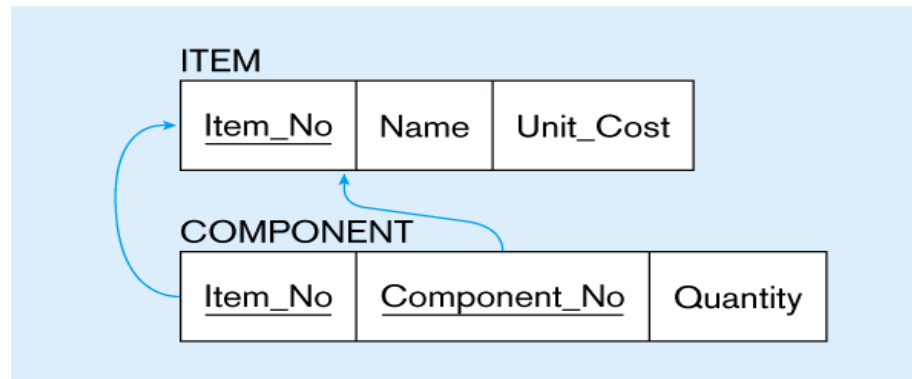 ITEM
Item_No Name Unit_Cost
COMPONENT
Item_No Component_No Quantity